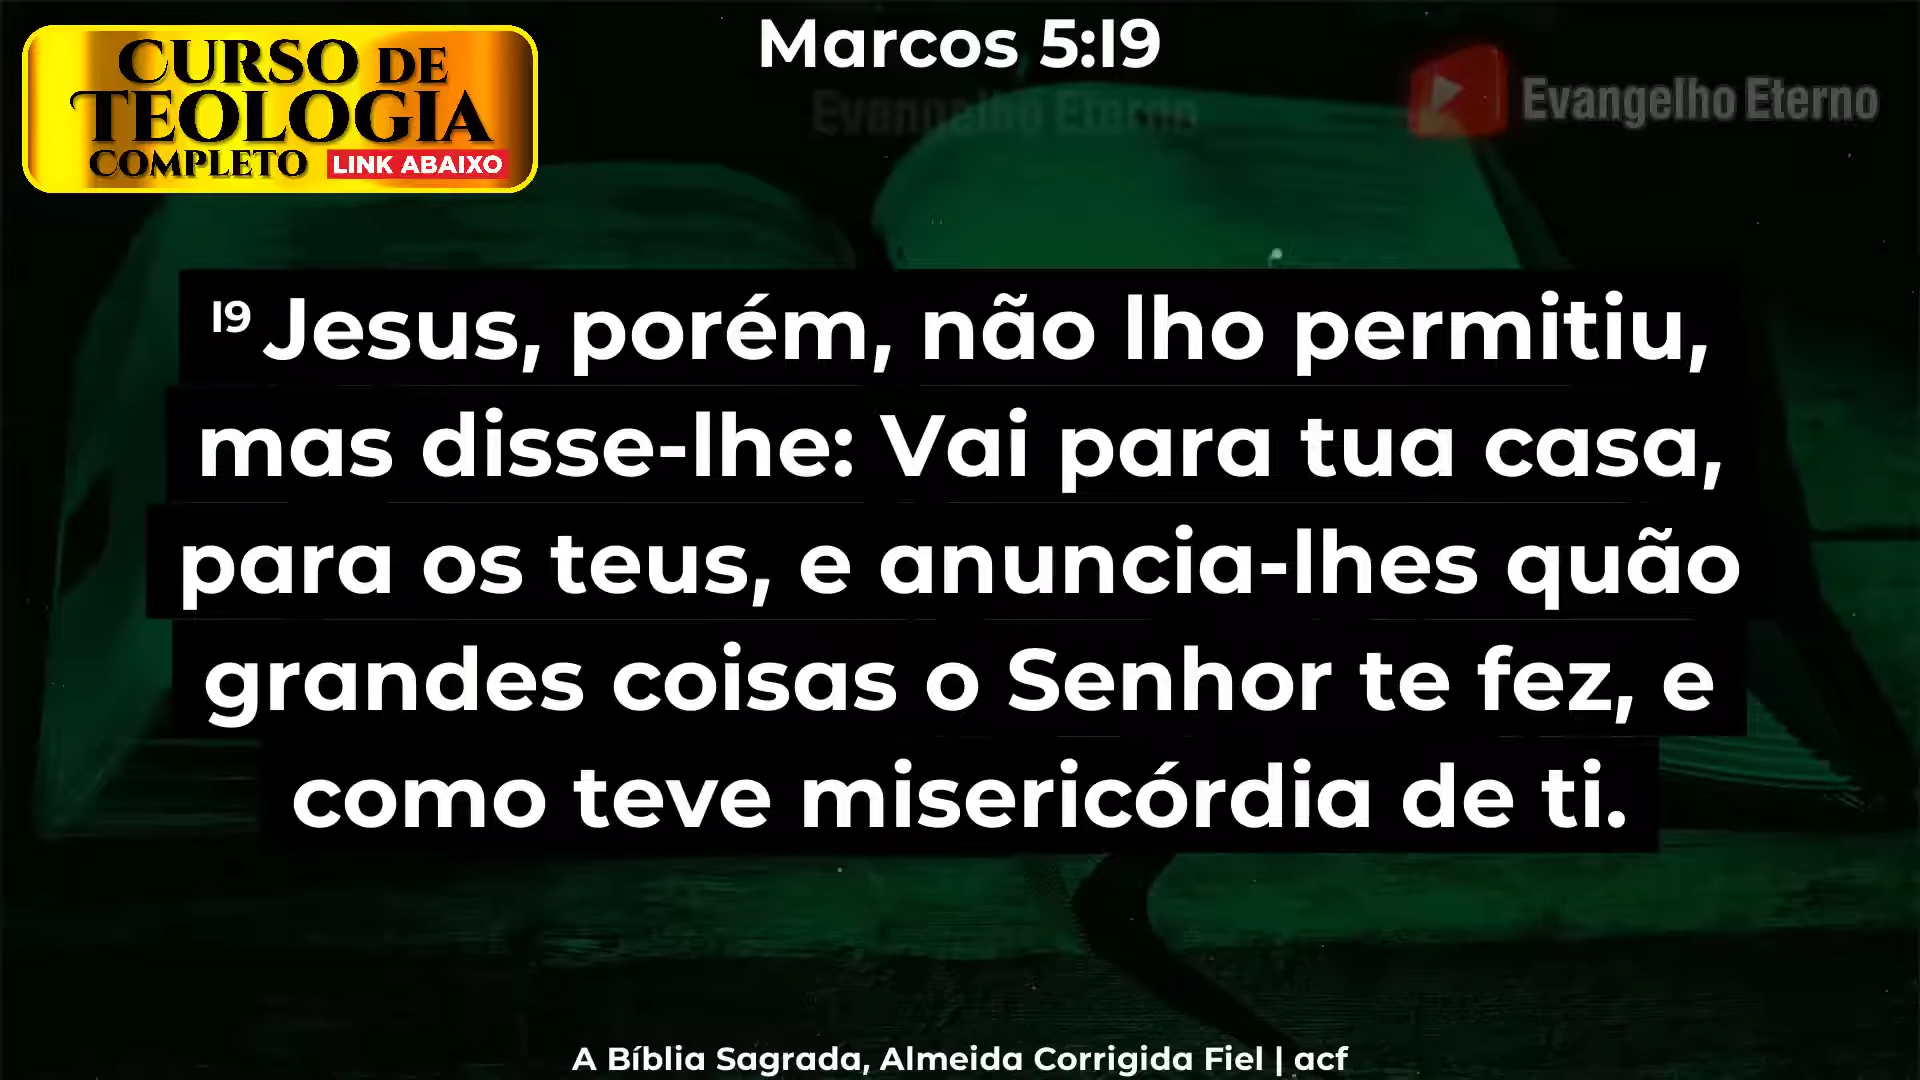 CURSO DE
TEOLOGIA
COMPLETO LINK ABAIXO
Marcos 5:19
Evangelho Eterno
Evangelho Eterno
19 Jesus, porém, não lho permitiu,
mas disse-lhe: Vai para tua casa,
para os teus, e anuncia-lhes quão
grandes coisas o Senhor te fez, e
como teve misericórdia de ti.
A Bíblia Sagrada, Almeida Corrigida Fiel | acf